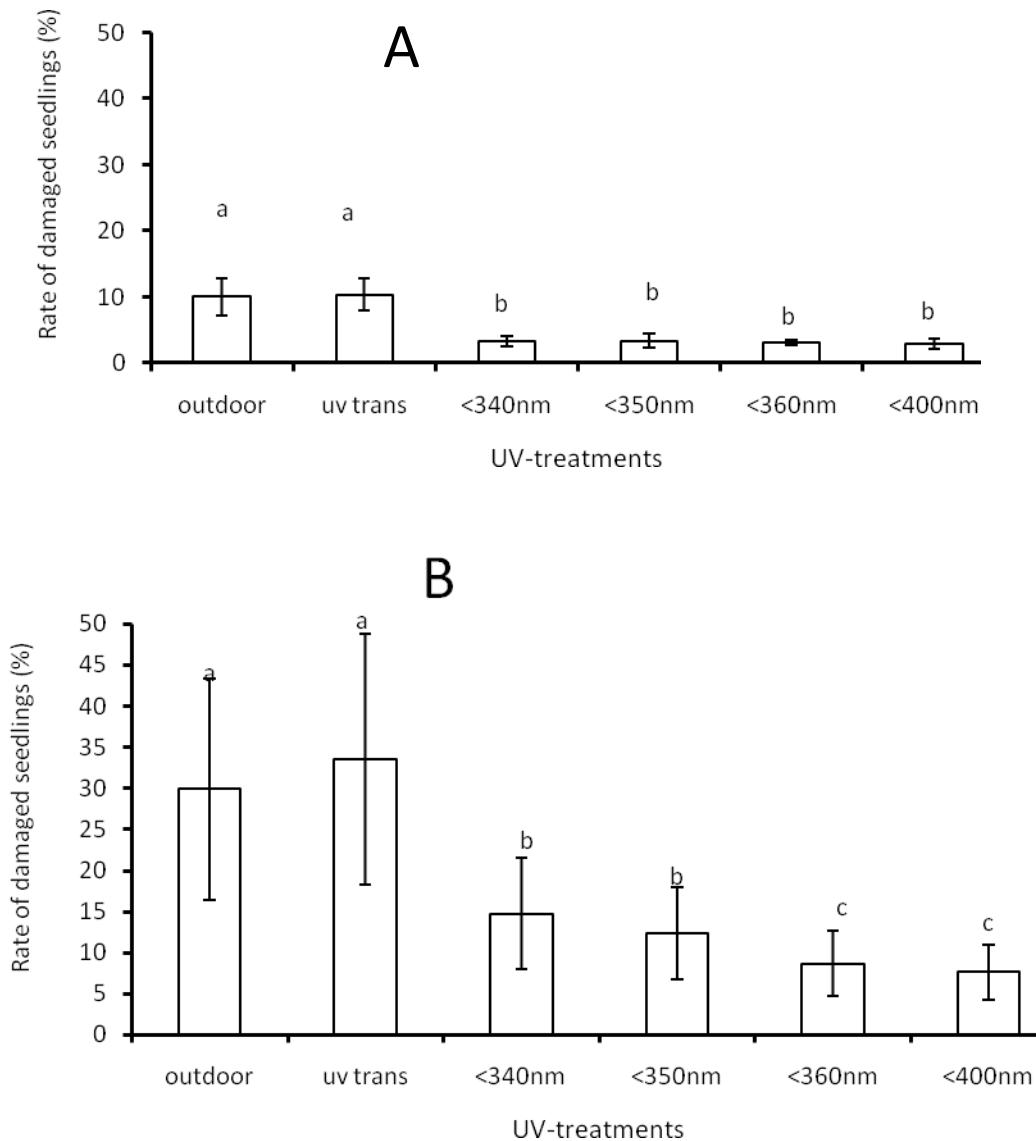 A
Rate of damaged seedlings (%)
50
40
30
20
10
0
a
a
b
b
b
b
outdoor uv trans <340nm <350nm <360nm <400nm
UV-treatments
B
Rate of damaged seedlings (%)
50
45
40
35
30
25
20
15
10
5
0
a
a
b
b
c
c
outdoor uv trans <340nm <350nm <360nm <400nm
UV-treatments